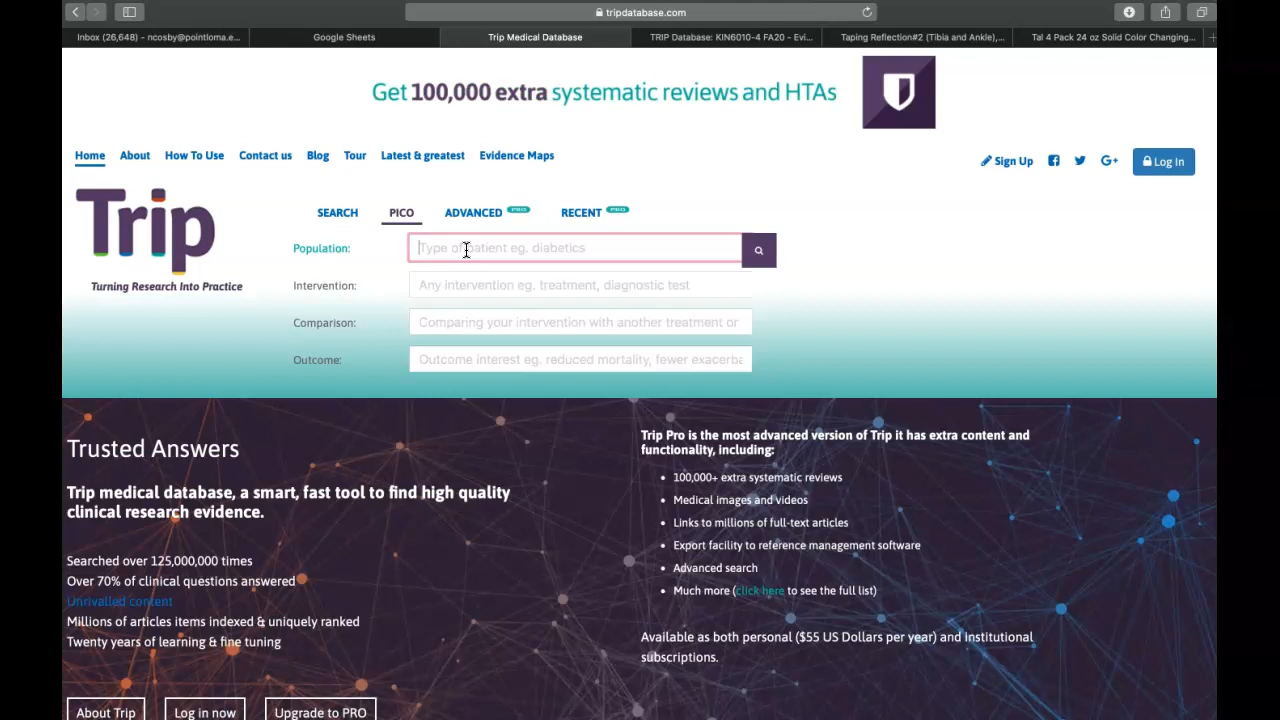 tripdatabase.com
Inbox (26,648) - ncosby@pointloma.e...
Google Sheets
Trip Medical Database
TRIP Database: KIN6010-4 FA20 - Evi...
Taping Reflection#2 (Tibia and Ankle),...
Tal 4 Pack 24 oz Solid Color Changing...
Get 100,000 extra systematic reviews and HTAs
Home About How To Use Contact us Blog Tour Latest & greatest Evidence Maps
Sign Up
Log In
Trip
Turning Research Into Practice
SEARCH PICO ADVANCED PRO RECENT PRO
Population: Type of patient eg. diabetics
Intervention: Any intervention eg. treatment, diagnostic test
Comparison: Comparing your intervention with another treatment or
Outcome: Outcome interest eg. reduced mortality, fewer exacerba
Trusted Answers
Trip medical database, a smart, fast tool to find high quality
clinical research evidence.
Searched over 125,000,000 times
Over 70% of clinical questions answered
Unrivalled content
Millions of articles items indexed & uniquely ranked
Twenty years of learning & fine tuning
About Trip
Log in now
Upgrade to PRO
Trip Pro is the most advanced version of Trip it has extra content and
functionality, including:
100,000+ extra systematic reviews
Medical images and videos
Links to millions of full-text articles
Export facility to reference management software
Advanced search
Much more (click here to see the full list)
Available as both personal ($55 US Dollars per year) and institutional
subscriptions.